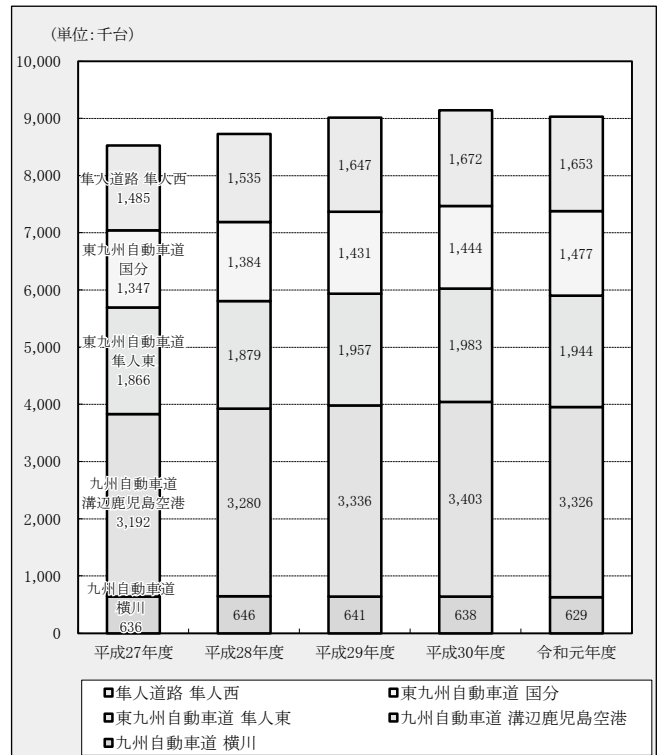 （単位：千台）
10,000
9,000
8,000
7,000
6,000
5,000
4,000
3,000
2,000
1,000
0
隼人道路 隼人西
1,485
東九州自動車道
国分
1,347
東九州自動車道
隼人東
1,866
九州自動車道
溝辺鹿児島空港
3,192
九州自動車道
横川
636
1,535
1,384
1,879
3,280
646
1,647
1,431
1,957
3,336
641
1,672
1,444
1,983
3,403
638
1,653
1,477
1,944
3,326
629
平成27年度 平成28年度 平成29年度 平成30年度 令和元年度
隼人道路 隼人西 東九州自動車道 国分
東九州自動車道 隼人東 九州自動車道 溝辺鹿児島空港
九州自動車道 横川